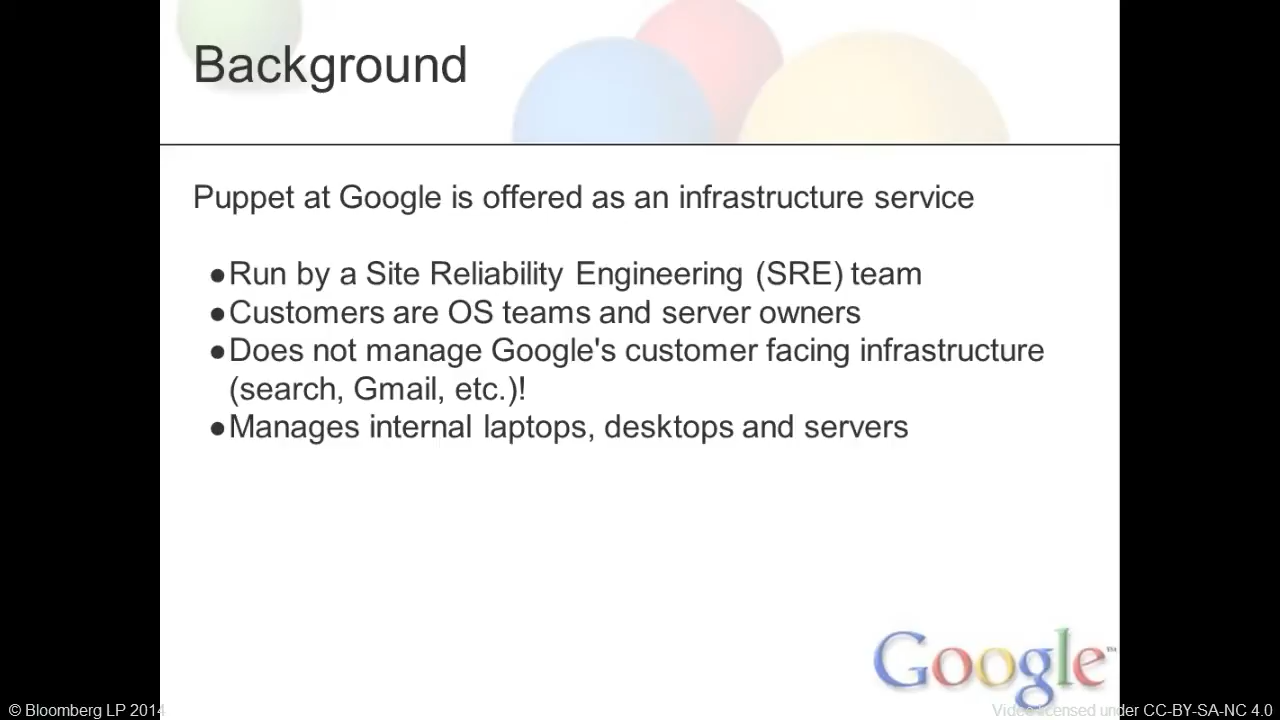 Background
Puppet at Google is offered as an infrastructure service
●Run by a Site Reliability Engineering (SRE) team
●Customers are OS teams and server owners
●Does not manage Google's customer facing infrastructure
(search, Gmail, etc.)!
●Manages internal laptops, desktops and servers
Google™
© Bloomberg LP 2014
Video licensed under CC-BY-SA-NC 4.0